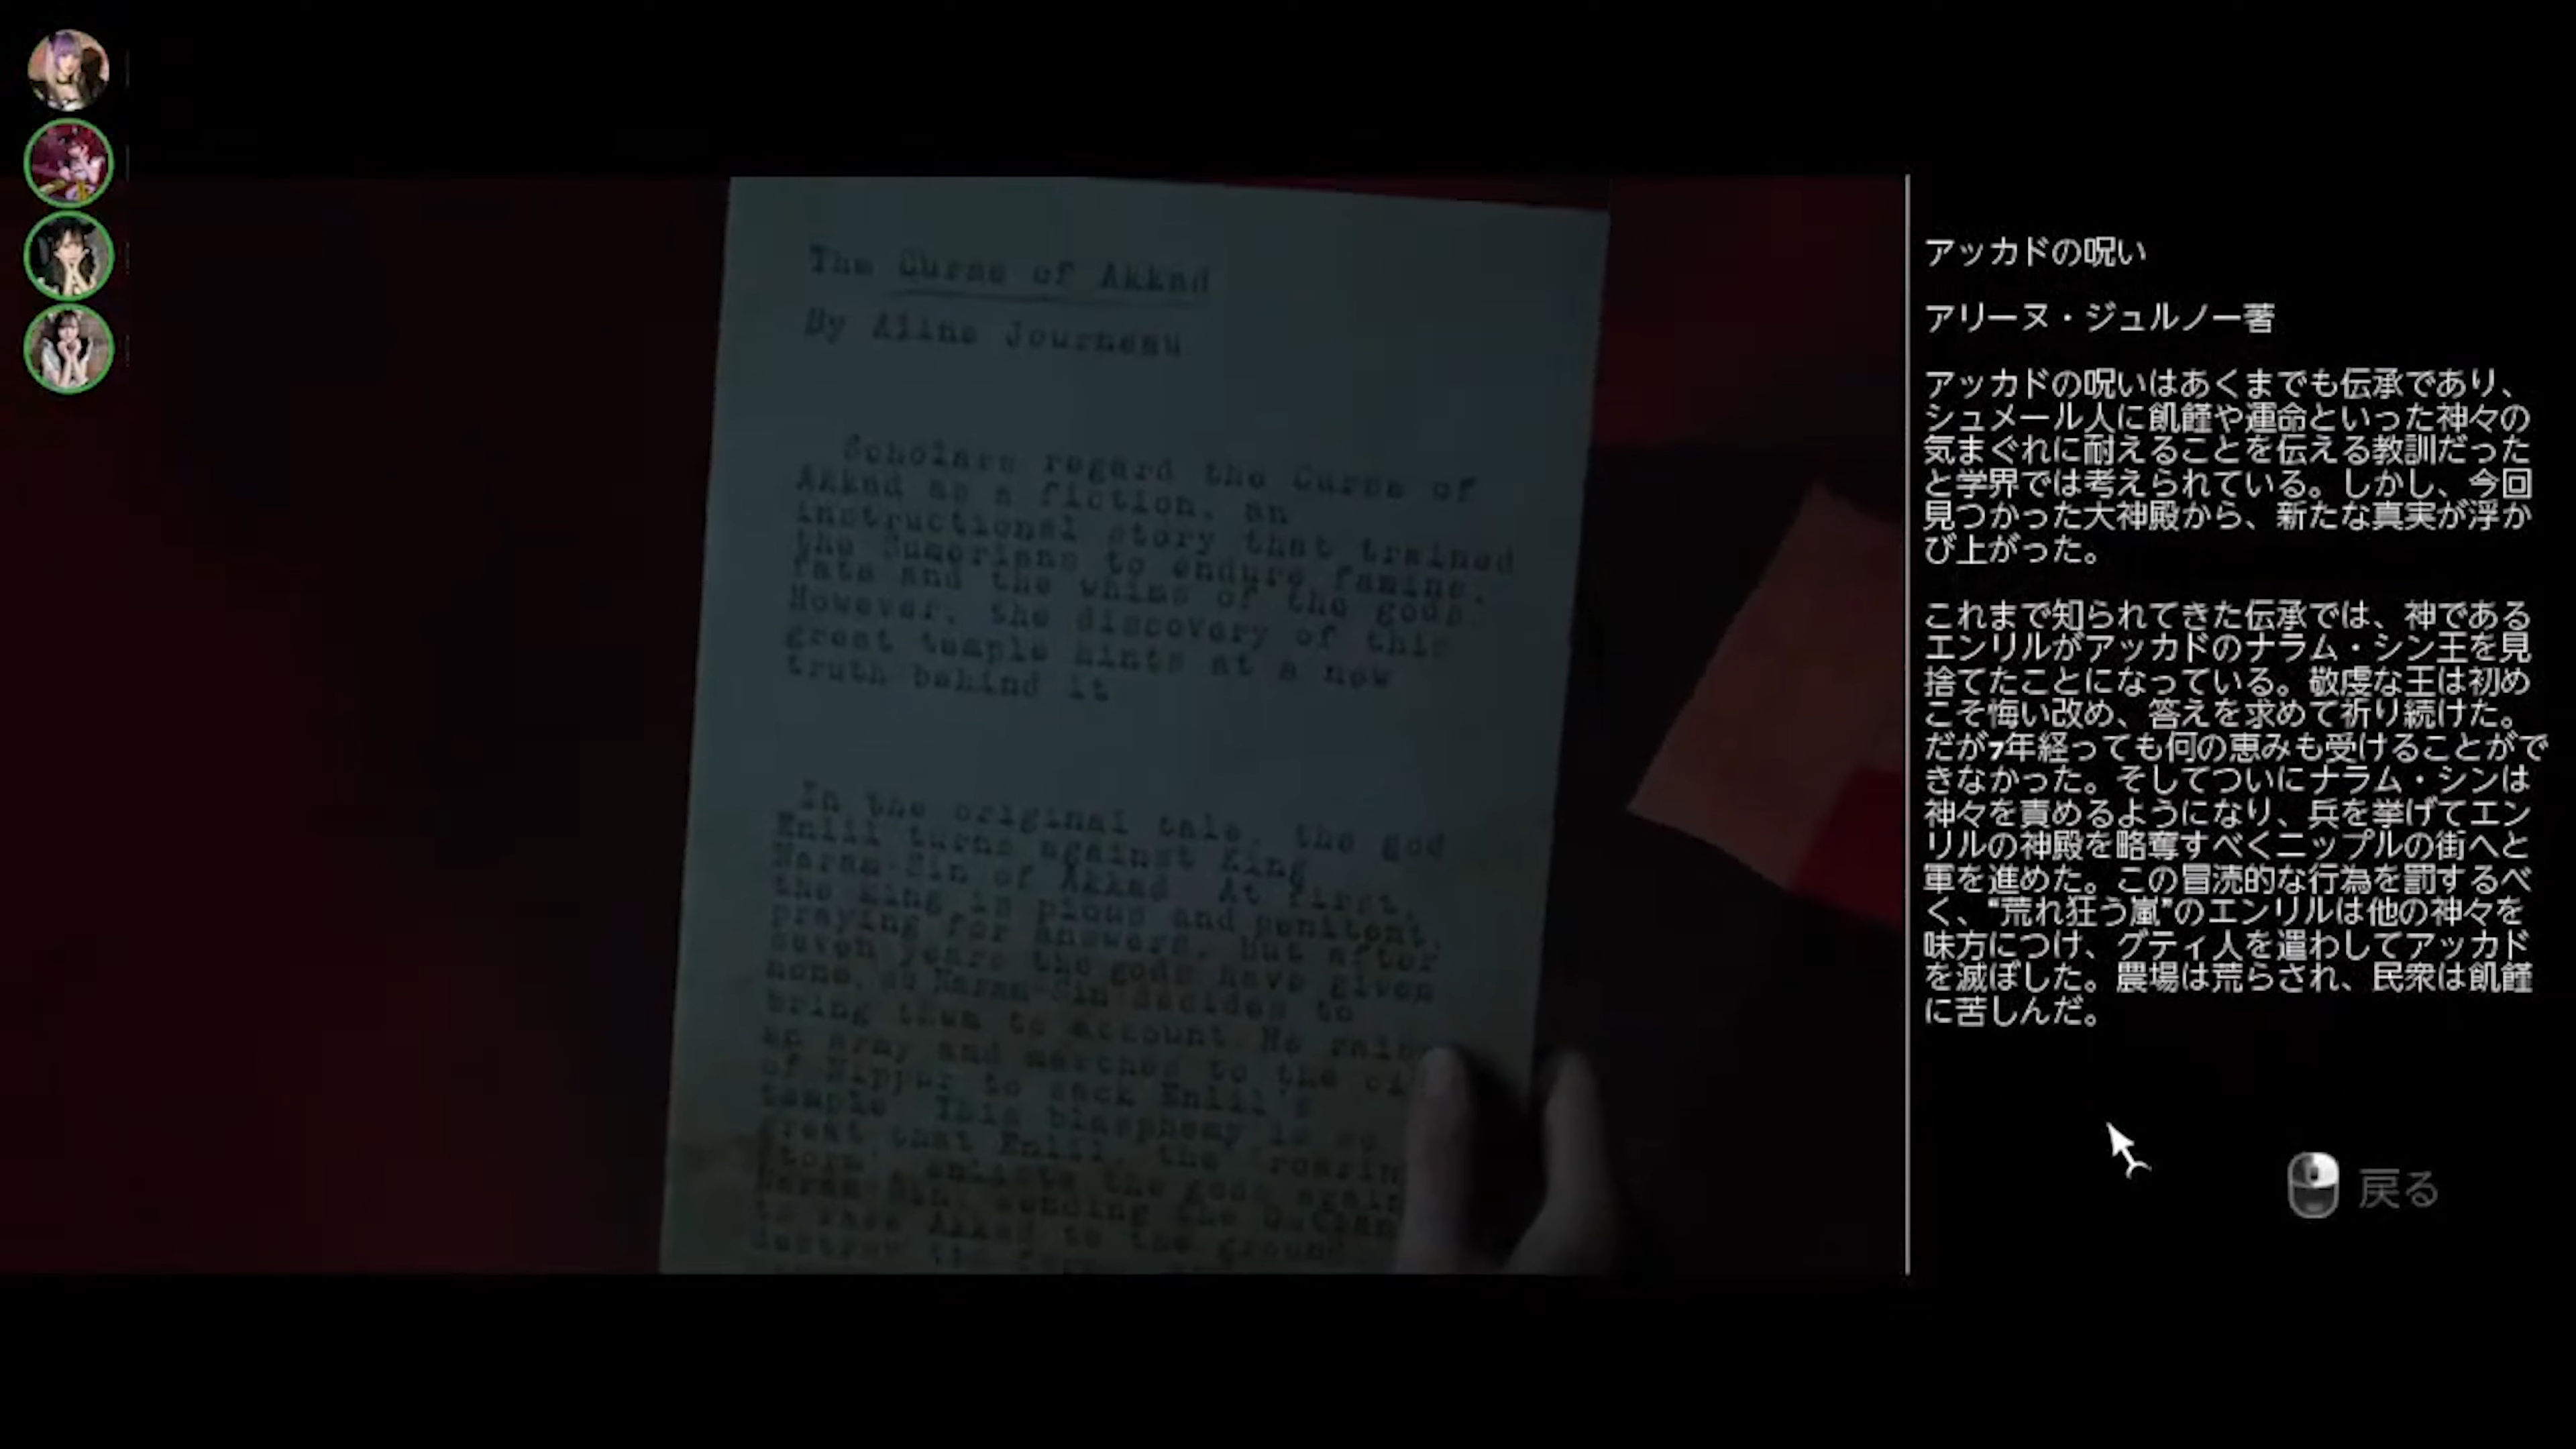 The Curse of Akkad
By Aline Journeau
Scholars regard the Curse of
Akkad as a fiction, an
instructional story that trained
the Sumerians to endure famine,
fate and the whims of the gods.
However, the discovery of this
great temple hints at a new
truth behind it
In the original tale, the god
Enlil turns against King
Naram-Sin of Akkad At first,
the King is pious and penitent,
praying for answers. But after
seven years the gods have given
none, so Naram-Sin decides to
bring them to account He
an army and marches to the
of Nippur to sack Enlil's
temple This blasphemy is so
great that Enlil, the
enlists the gods
Naram-Sin, sending the
to raze Akkad to the ground
アッカドの呪い
アリーヌ・ジュルノー著
アッカドの呪いはあくまでも伝承であり、
シュメール人に飢饉や運命といった神々の
気まぐれに耐えることを伝える教訓だった
と学界では考えられている。しかし、今回
見つかった大神殿から、新たな真実が浮か
び上がった。
これまで知られてきた伝承では、神である
エンリルがアッカドのナラム・シン王を見
捨てたことになっている。敬虔な王は初め
こそ悔い改め、答えを求めて祈り続けた。
だが7年経っても何の恵みも受けることがで
きなかった。そしてついにナラム・シンは
神々を責めるようになり、兵を挙げてエン
リルの神殿を略奪すべくニップルの街へと
軍を進めた。この冒涜的な行為を罰するべ
く、“荒れ狂う嵐”のエンリルは他の神々を
味方につけ、グティ人を遣わしてアッカド
を滅ぼした。農場は荒らされ、民衆は飢饉
に苦しんだ。
戻る